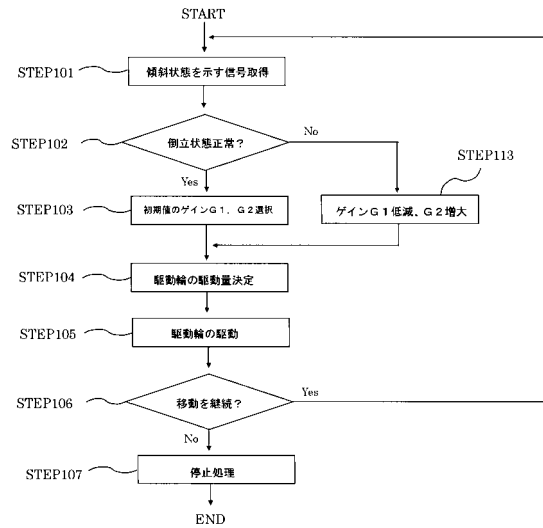 START
STEP101
傾斜状態を示す信号取得
STEP102
倒立状態正常？
No
Yes
STEP113
STEP103
初期値のゲインＧ１，Ｇ２選択
ゲインＧ１低減、Ｇ２増大
STEP104
駆動輪の駆動量決定
STEP105
駆動輪の駆動
STEP106
移動を継続？
Yes
No
STEP107
停止処理
END